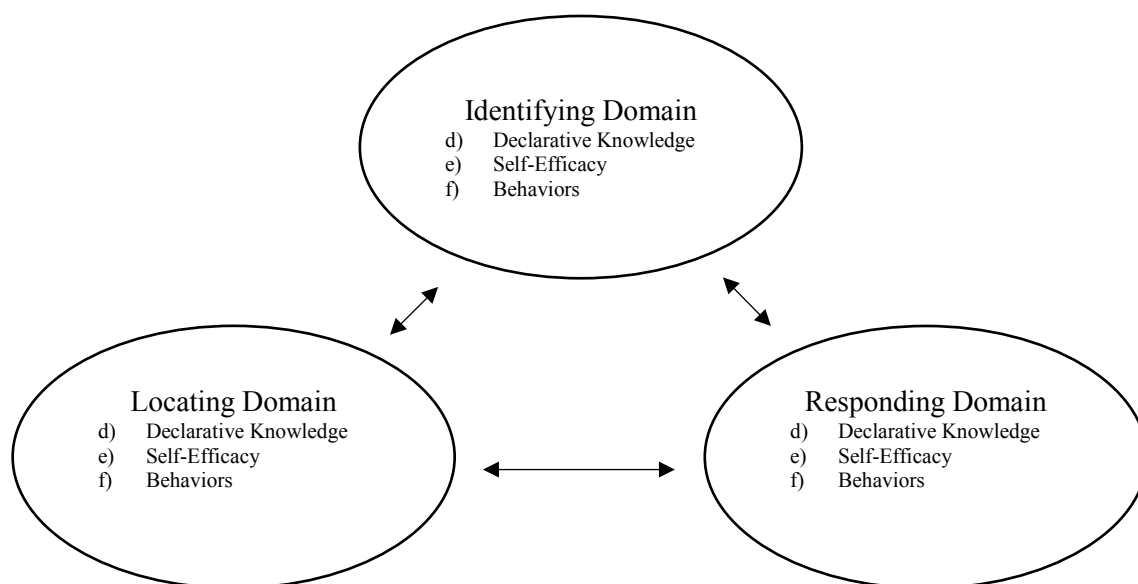 Identifying Domain
d) Declarative Knowledge
e) Self-Efficacy
f) Behaviors
Locating Domain
d) Declarative Knowledge
e) Self-Efficacy
f) Behaviors
Responding Domain
d) Declarative Knowledge
e) Self-Efficacy
f) Behaviors